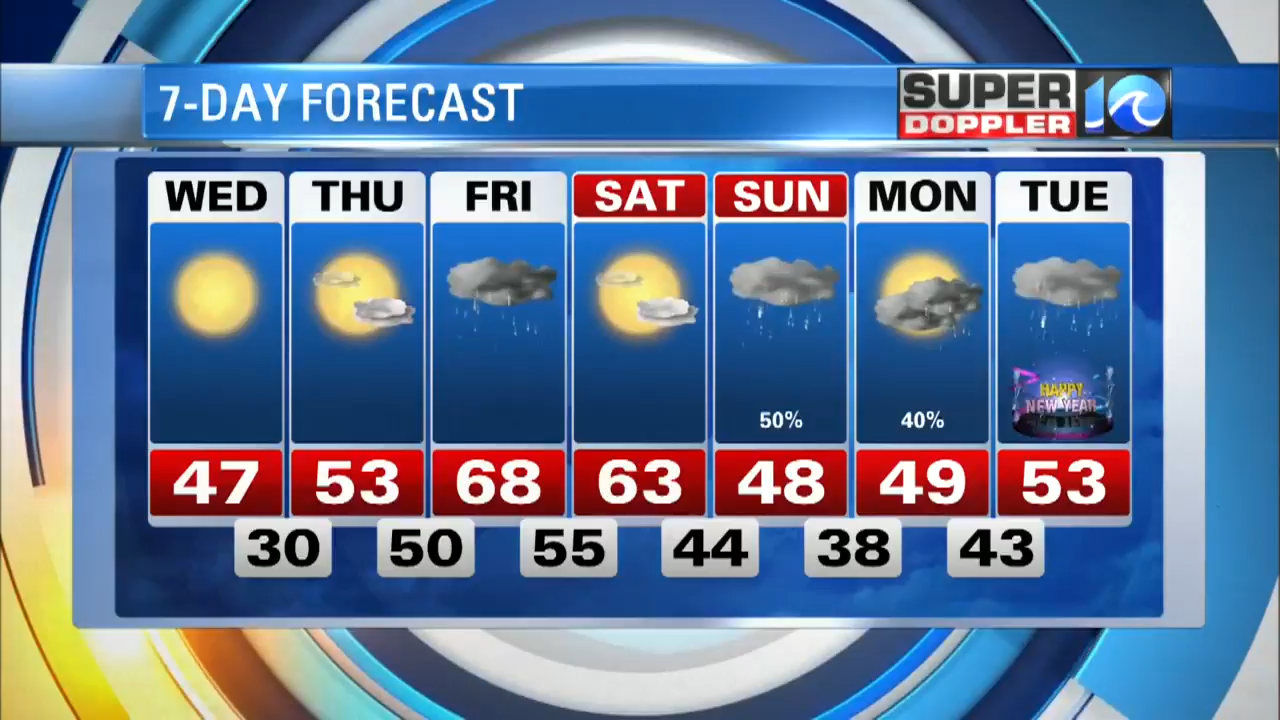 7-DAY FORECAST
SUPER
DOPPLER 10
WED THU FRI SAT SUN MON TUE
HAPPY
NEW YEAR
50% 40%
47 53 68 63 48 49 53
30 50 55 44 38 43